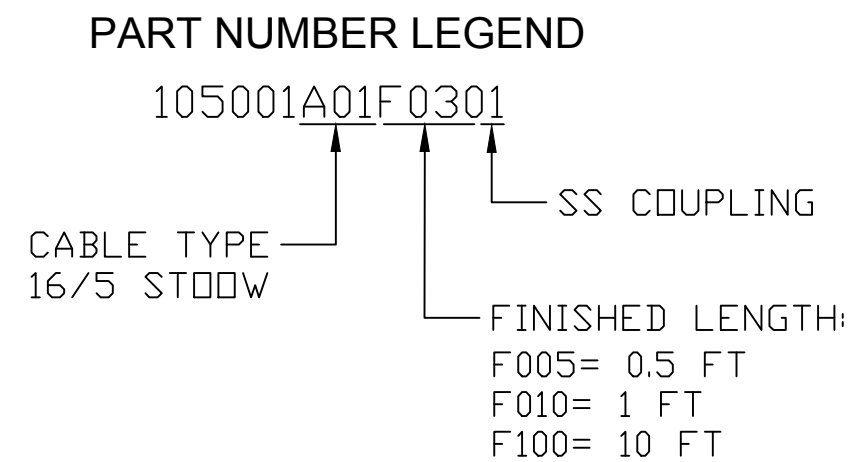 PART NUMBER LEGEND
105001A01F0301
SS COUPLING
CABLE TYPE
16/5 STOOW
FINISHED LENGTH:
F005= 0.5 FT
F010= 1 FT
F100= 10 FT